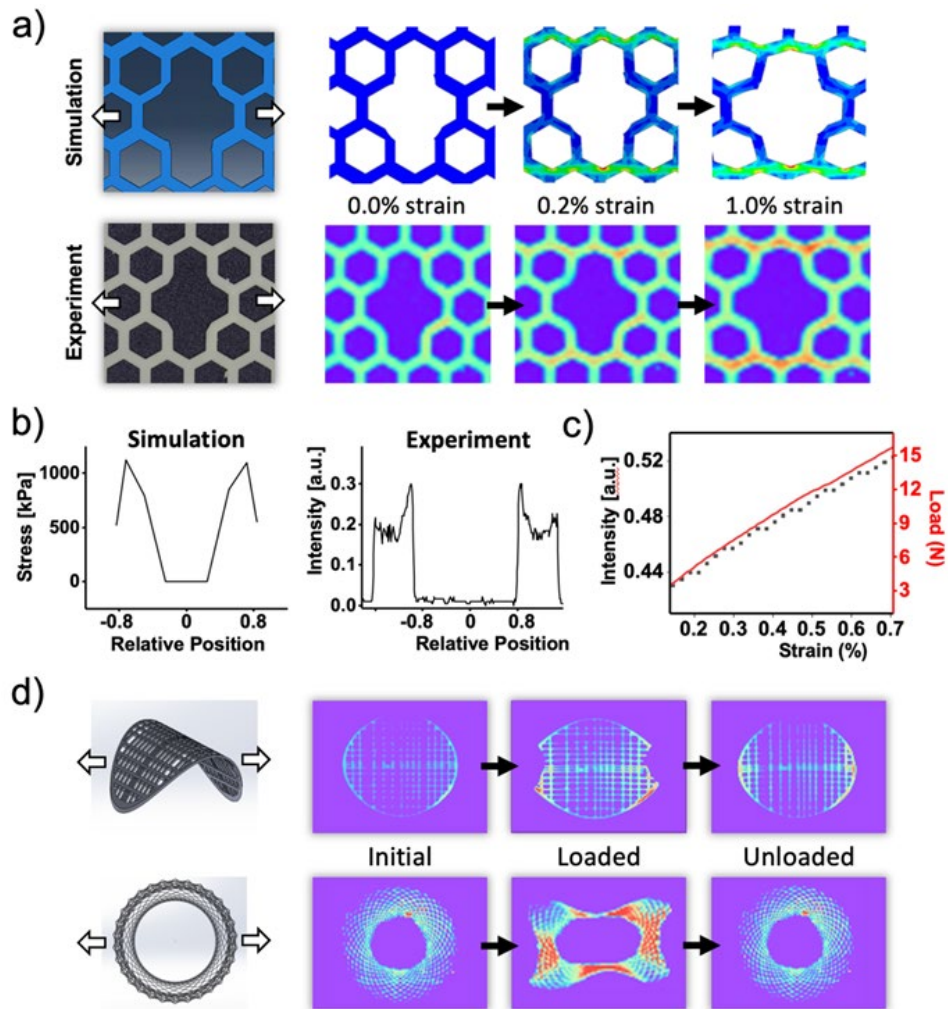 a)
Simulation
0.0% strain
0.2% strain
1.0% strain
Experiment
b)
Simulation
Stress [kPa]
1000
500
0
-0.8
0
0.8
Relative Position
Experiment
Intensity [a.u.]
0.3
0.2
0.1
0.0
-0.8
0
0.8
Relative Position
c)
Intensity [a.u.]
0.52
0.48
0.44
15
12
9
6
3
Load (N)
0.2
0.3
0.4
0.5
0.6
0.7
Strain (%)
d)
Initial
Loaded
Unloaded